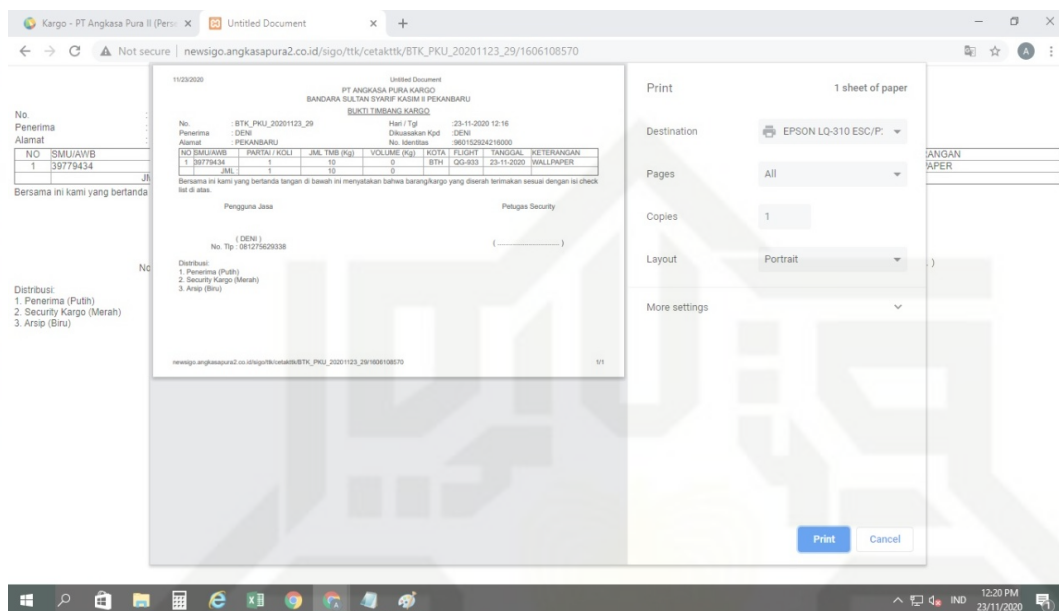 Kargo - PT Angkasa Pura II (Perse
Untitled Document
Not secure | newsigo.angkasapura2.co.id/sigo/ttk/cetakttk/BTK_PKU_20201123_29/1606108570
A
No. :
Penerima :
Alamat :
NO SMU/AWB
1 39779434
Bersama ini kami yang bertanda
Distribusi:
1. Penerima (Putih)
2. Security Kargo (Merah)
3. Arsip (Biru)
11/23/2020 Untitled Document
PT ANGKASA PURA KARGO
BANDARA SULTAN SYARIF KASIM II PEKANBARU
BUKTI TIMBANG KARGO
No. : BTK_PKU_20201123_29 Hari / Tgl :23-11-2020 12:16
Penerima : DENI Dikuasakan Kpd :DENI
Alamat : PEKANBARU No. Identitas :960152924216000
NO SMU/AWB PARTAI / KOLI JML TMB (Kg) VOLUME (Kg) KOTA FLIGHT TANGGAL KETERANGAN
1 39779434 1 10 0 BTH QG-933 23-11-2020 WALLPAPER
JML : 1 10 0
Bersama ini kami yang bertanda tangan di bawah ini menyatakan bahwa barang/kargo yang diserah terimakan sesuai dengan isi check
list di atas.
Pengguna Jasa Petugas Security
( DENI ) ( ............................ )
No. Tlp : 081275629338
Distribusi:
1. Penerima (Putih)
2. Security Kargo (Merah)
3. Arsip (Biru)
newsigo.angkasapura2.co.id/sigo/ttk/cetakttk/BTK_PKU_20201123_29/1606108570 1/1
Print 1 sheet of paper
Destination EPSON LQ-310 ESC/P:
Pages All
Copies 1
Layout Portrait
More settings
Print Cancel
IND 12:20 PM
23/11/2020